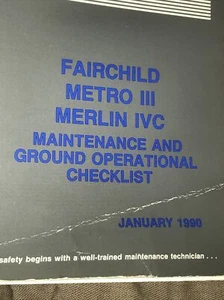 FAIRCHILD
METRO III
MERLIN IVC
MAINTENANCE AND
GROUND OPERATIONAL
CHECKLIST
JANUARY 1990
safety begins with a well-trained maintenance technician . . .